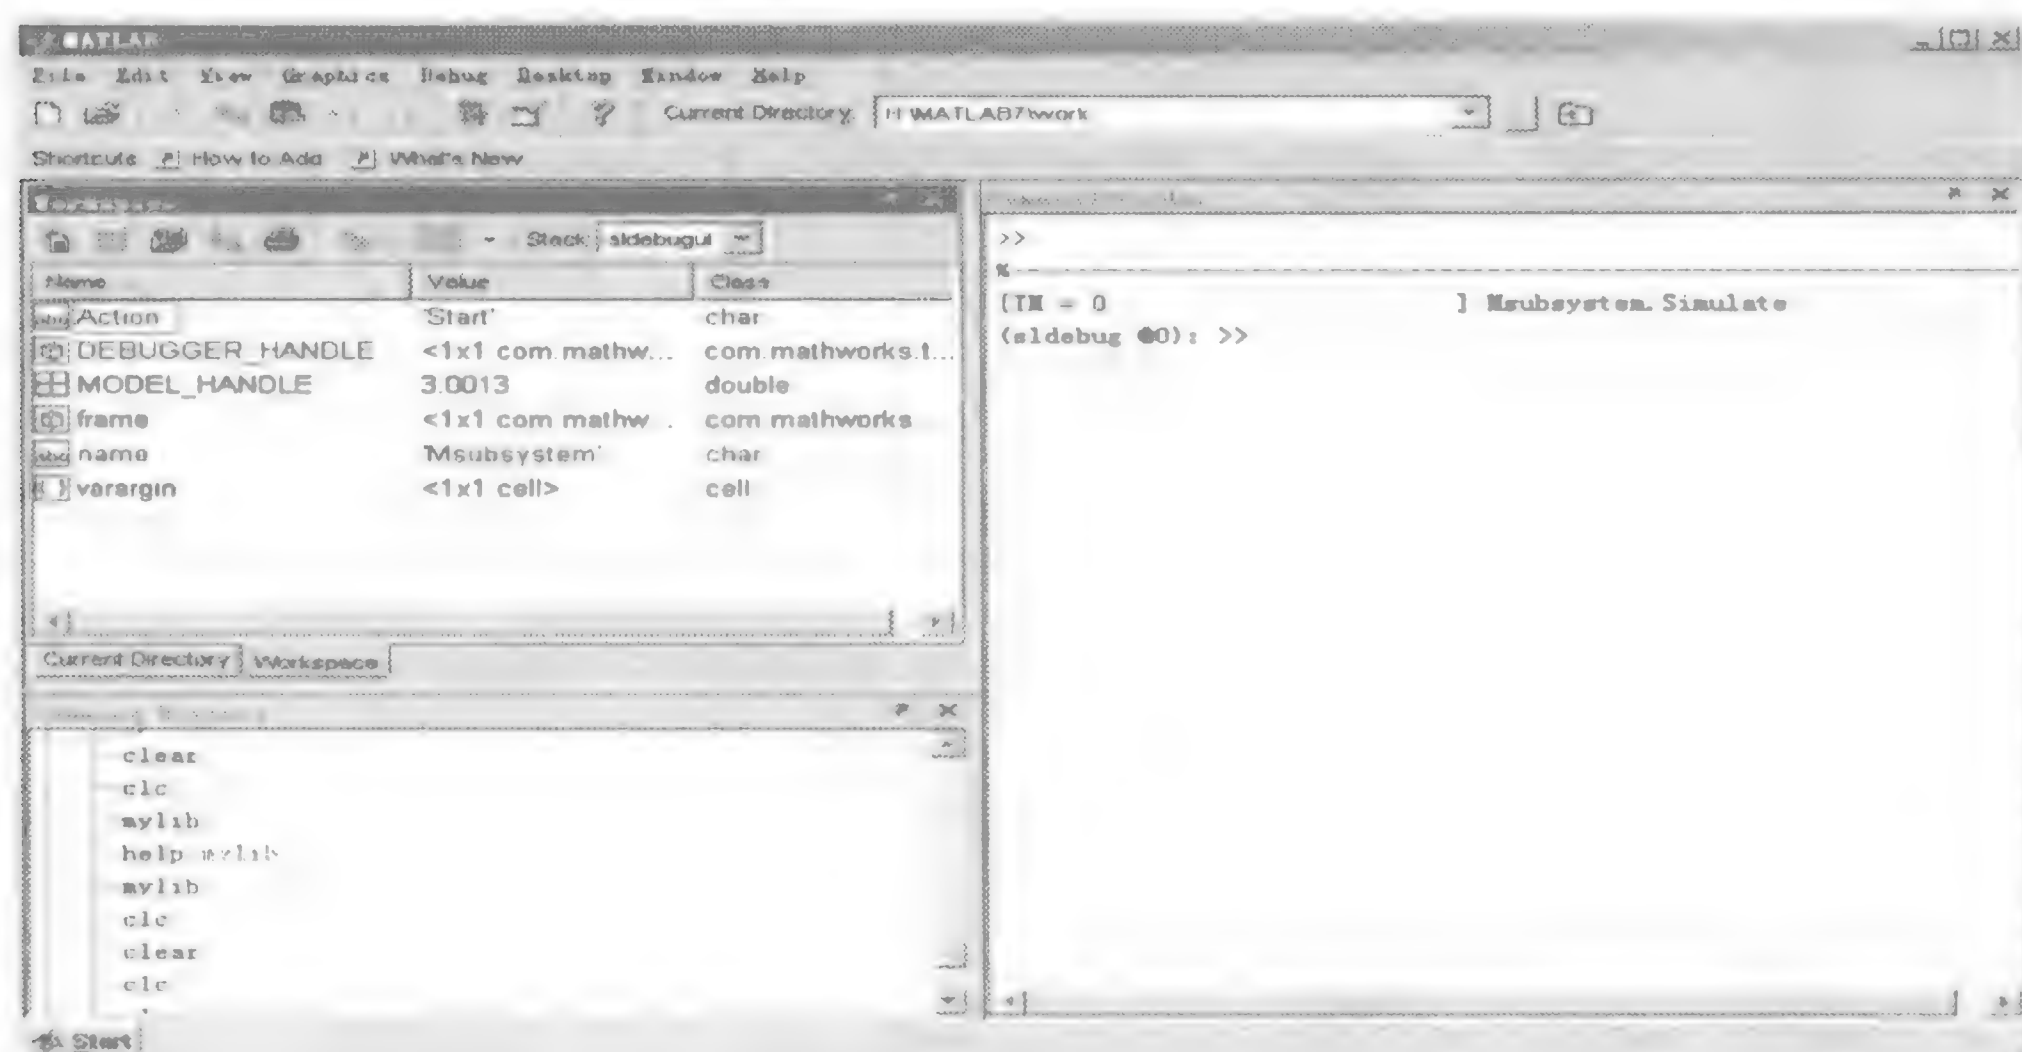 MATLAB
File Edit View Graphics Debug Desktop Window Help
Current Directory: H:\MATLAB7\work
Shortcuts How to Add What's New
Workspace
Stack: sldebugui
Name Value Class
Action 'Start' char
DEBUGGER_HANDLE <1x1 com.mathw... com.mathworks.t...
MODEL_HANDLE 3.0013 double
frame <1x1 com mathw . com mathworks
name 'Msubsystem' char
varargin <1x1 cell> cell
Current Directory Workspace
clear
clc
mylib
help mylib
mylib
clc
clear
clc
Start
>>
%----------------------------------------------------------------
[TM = 0 ] Msubsystem.Simulate
(sldebug @0): >>